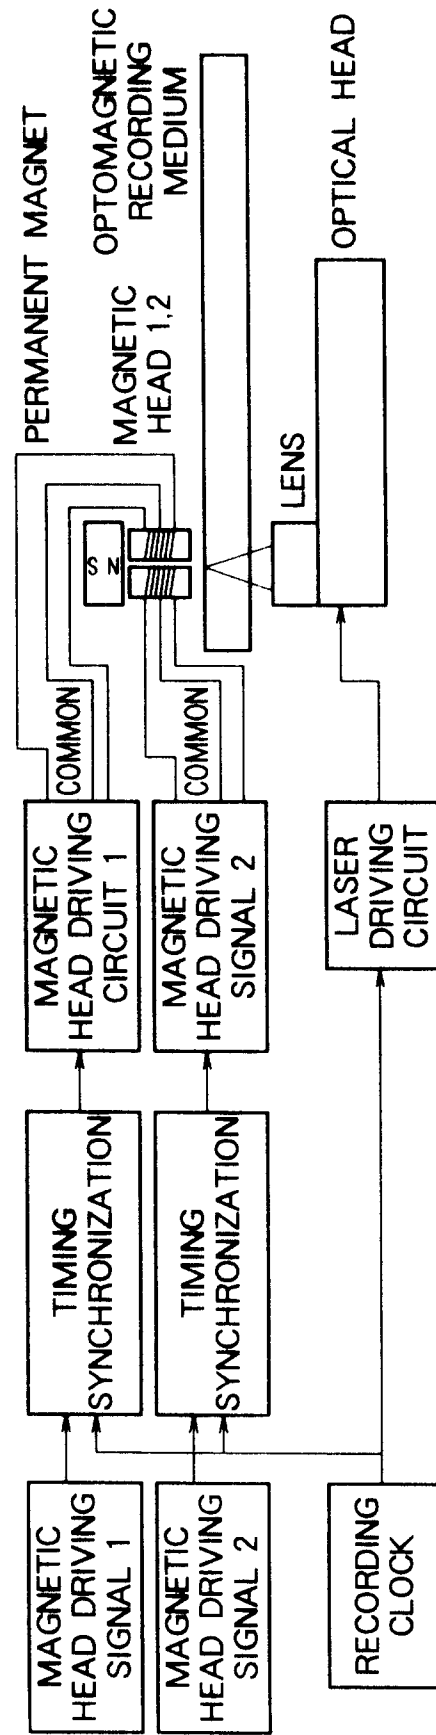 MAGNETIC
HEAD DRIVING
SIGNAL 1
TIMING
SYNCHRONIZATION
MAGNETIC
HEAD DRIVING
CIRCUIT 1
COMMON
PERMANENT MAGNET
S N
MAGNETIC
HEAD 1,2
OPTOMAGNETIC
RECORDING
MEDIUM
MAGNETIC
HEAD DRIVING
SIGNAL 2
TIMING
SYNCHRONIZATION
MAGNETIC
HEAD DRIVING
SIGNAL 2
COMMON
RECORDING
CLOCK
LASER
DRIVING
CIRCUIT
LENS
OPTICAL HEAD